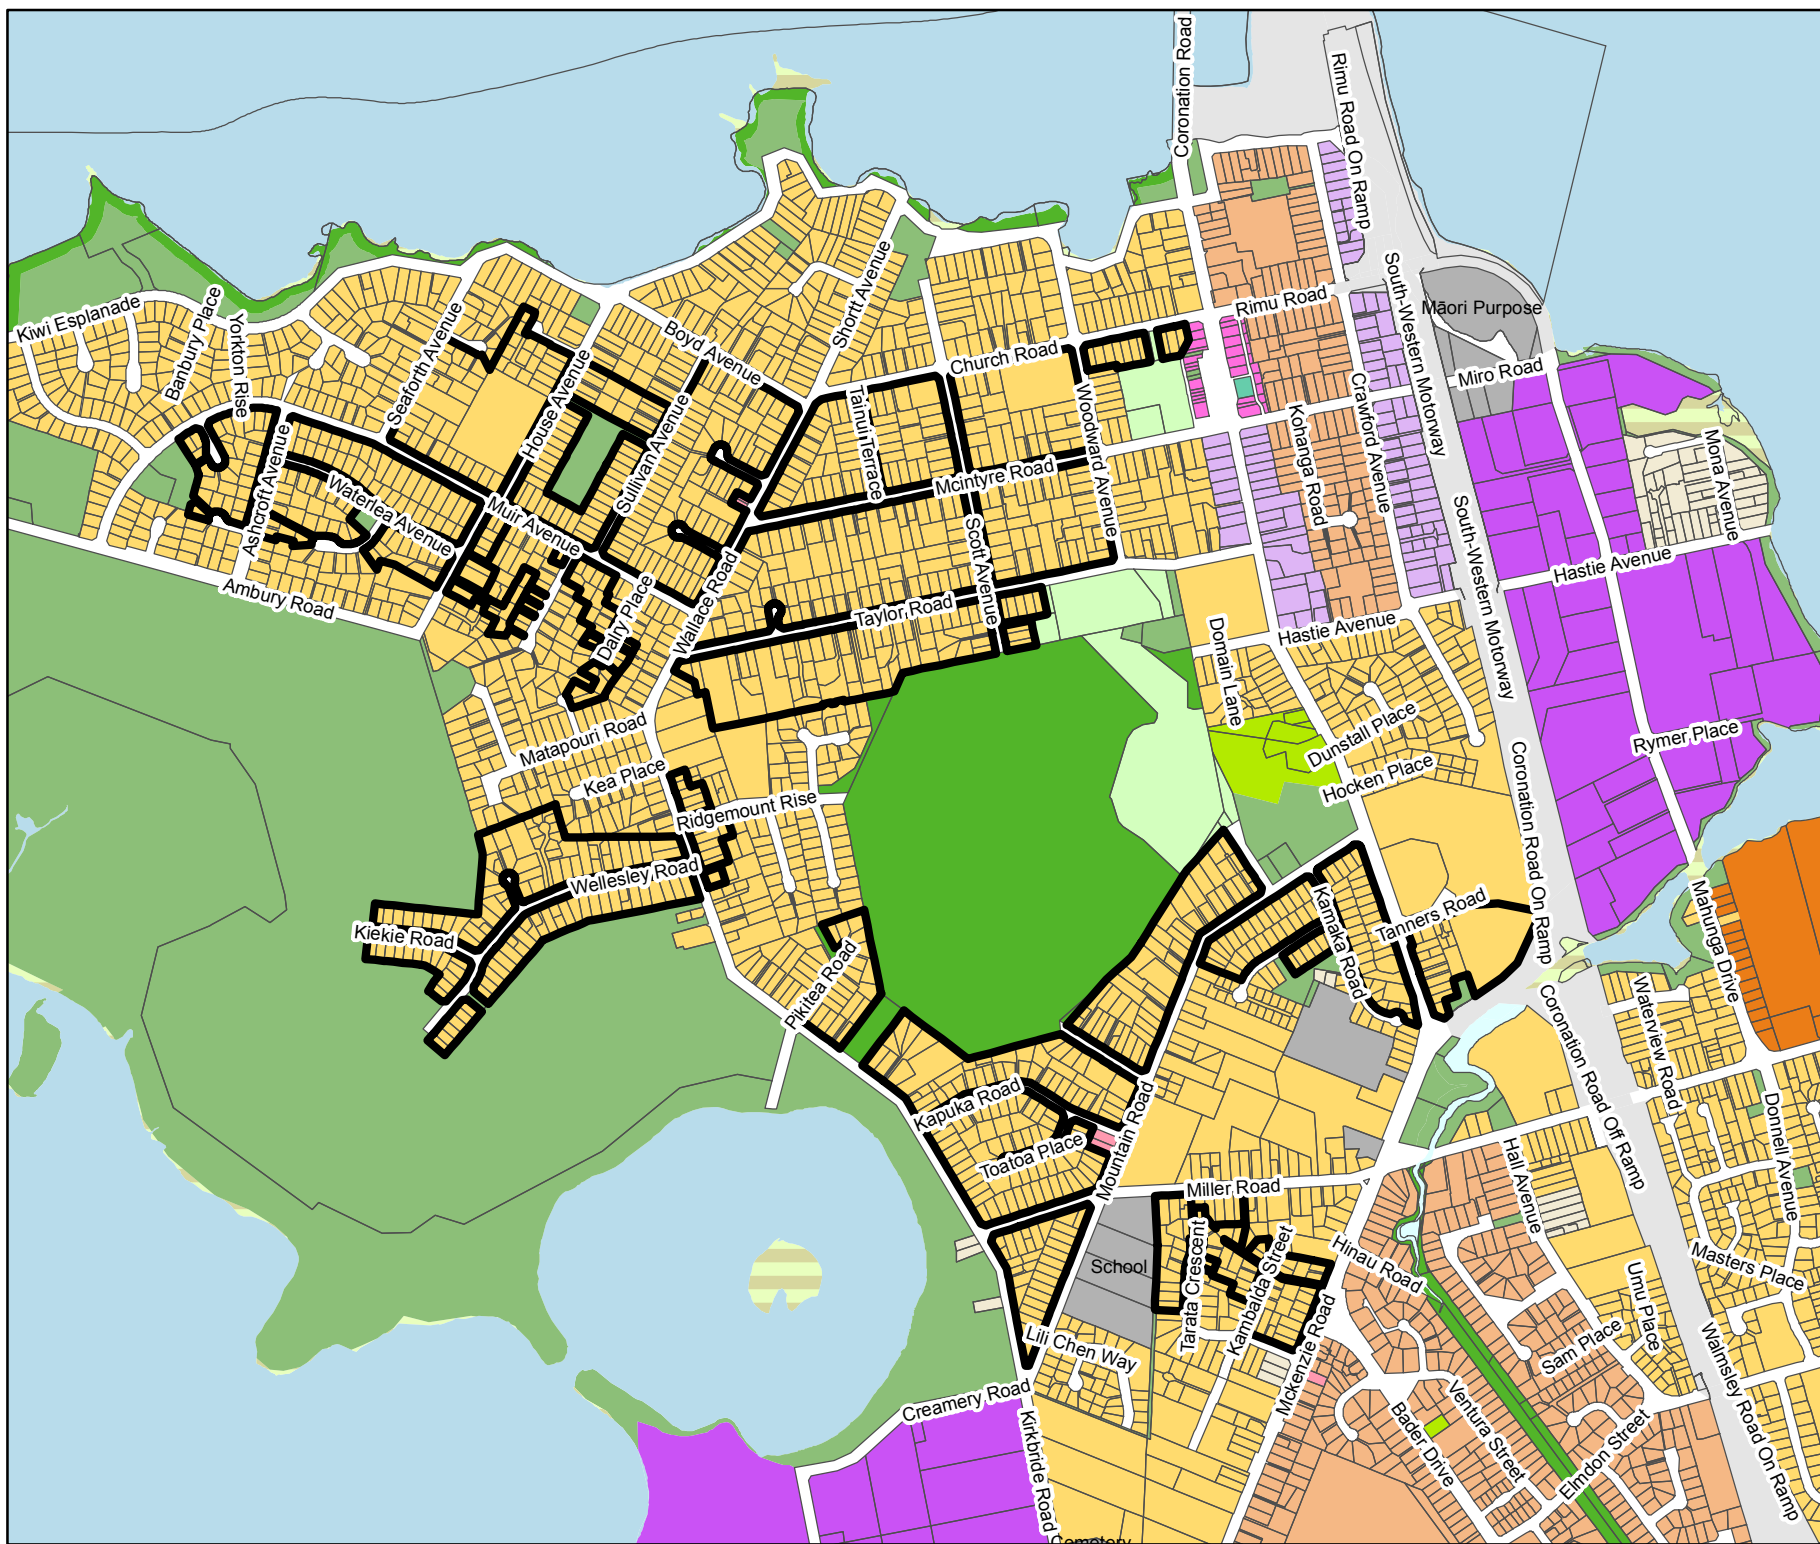 Coronation Road
Rimu Road On Ramp
Kiwi Esplanade
Banbury Place
Yorkton Rise
Seaforth Avenue
House Avenue
Boyd Avenue
Shortt Avenue
Church Road
Rimu Road
South-Western Motorway
Māori Purpose
Miro Road
Tainui Terrace
Woodward Avenue
Kohanga Road
Crawford Avenue
Mona Avenue
Ashcroft Avenue
Waterlea Avenue
Muir Avenue
Sullivan Avenue
Mcintyre Road
Scott Avenue
South-Western Motorway
Hastie Avenue
Ambury Road
Dalry Place
Wallace Road
Taylor Road
Hastie Avenue
Domain Lane
Matapouri Road
Kea Place
Ridgemount Rise
Dunstall Place
Hocken Place
Rymer Place
Coronation Road On Ramp
Wellesley Road
Kiekie Road
Kamaka Road
Tanners Road
Mahunga Drive
Pikitea Road
Coronation Road Off Ramp
Waterview Road
Kapuka Road
Toatoa Place
Mountain Road
Donnell Avenue
Hall Avenue
Miller Road
School
Tarata Crescent
Kambalda Street
Hinau Road
Masters Place
Umu Place
Lili Chen Way
Mckenzie Road
Sam Place
Walmsley Road On Ramp
Creamery Road
Kirkbride Road
Bader Drive
Ventura Street
Elmdon Street
Cemetery